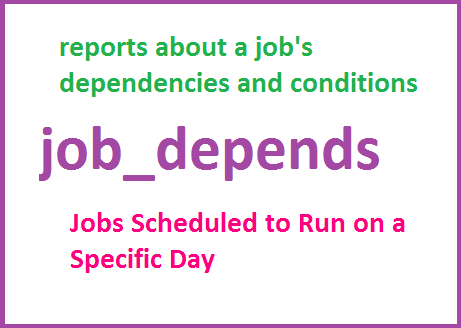 reports about a job's
dependencies and conditions
job_depends
Jobs Scheduled to Run on a
Specific Day